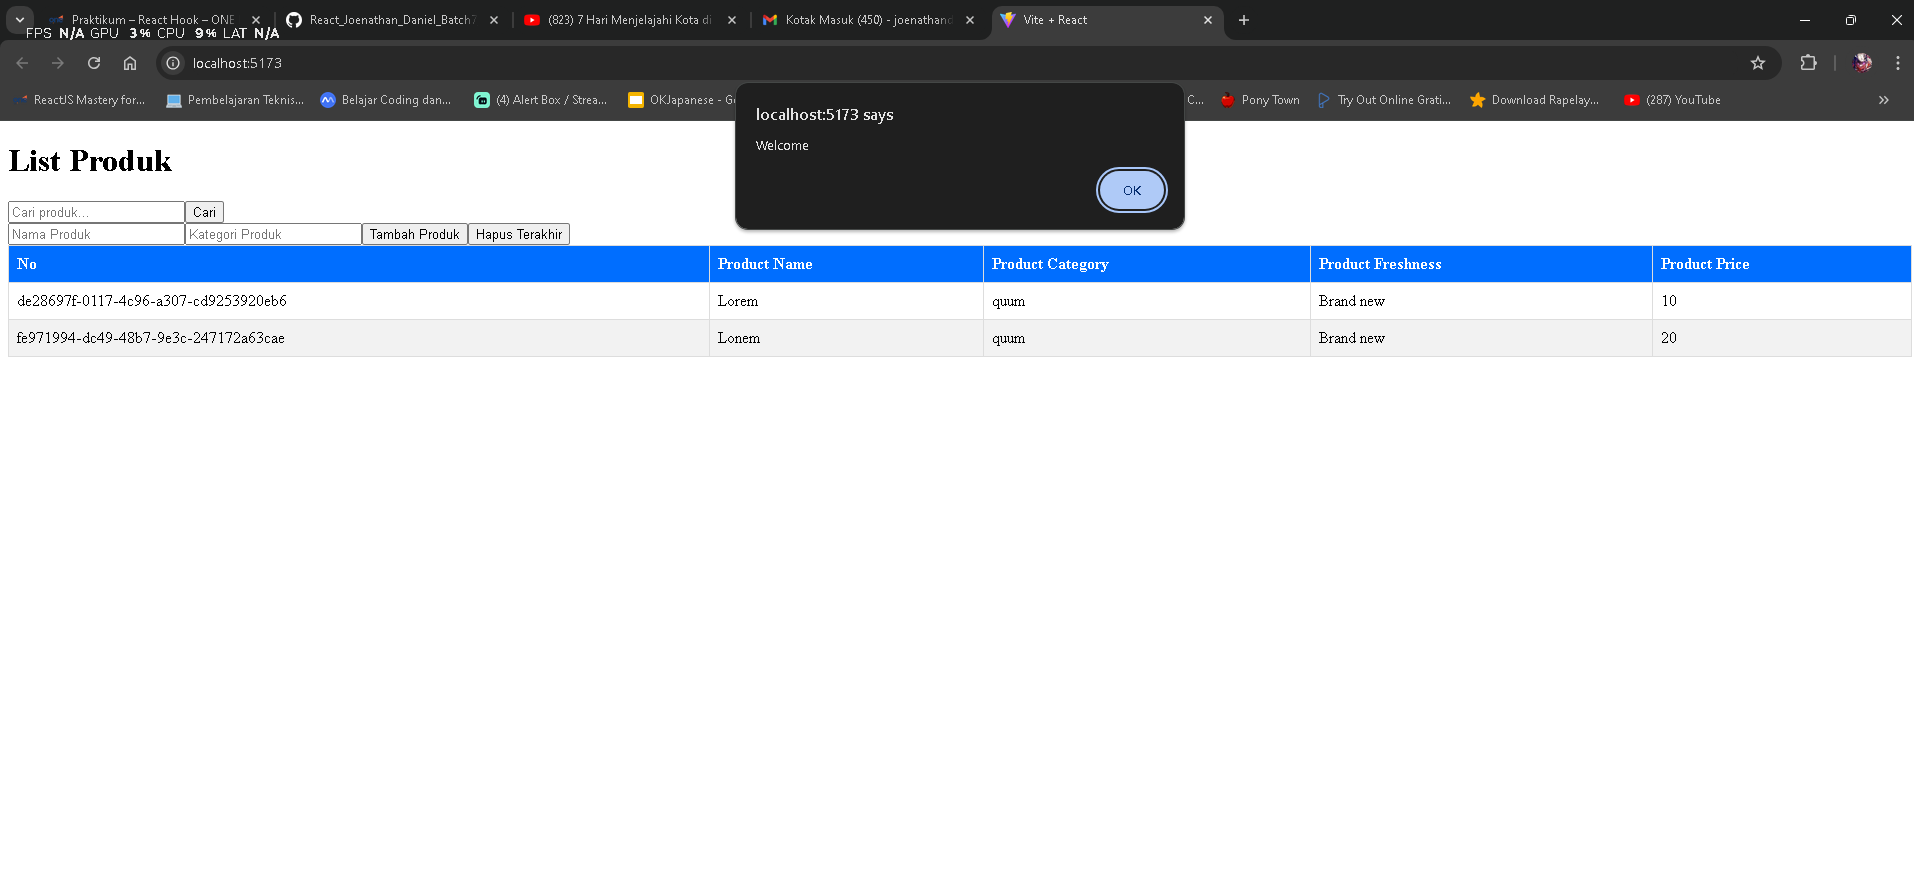 Praktikum – React Hook – ONE
React_Joenathan_Daniel_Batch7
(823) 7 Hari Menjelajahi Kota di
Kotak Masuk (450) - joenathand
Vite + React
FPS N/A GPU 3% CPU 9% LAT N/A
localhost:5173
ReactJS Mastery for...
Pembelajaran Teknis...
Belajar Coding dan...
(4) Alert Box / Strea...
OKJapanese - Go
C...
Pony Town
Try Out Online Grati...
Download Rapelay...
(287) YouTube
localhost:5173 says
Welcome
OK
List Produk
Cari produk... Cari
Nama Produk Kategori Produk Tambah Produk Hapus Terakhir
No Product Name Product Category Product Freshness Product Price
de28697f-0117-4c96-a307-cd9253920eb6 Lorem quum Brand new 10
fe971994-dc49-48b7-9e3c-247172a63cae Lonem quum Brand new 20